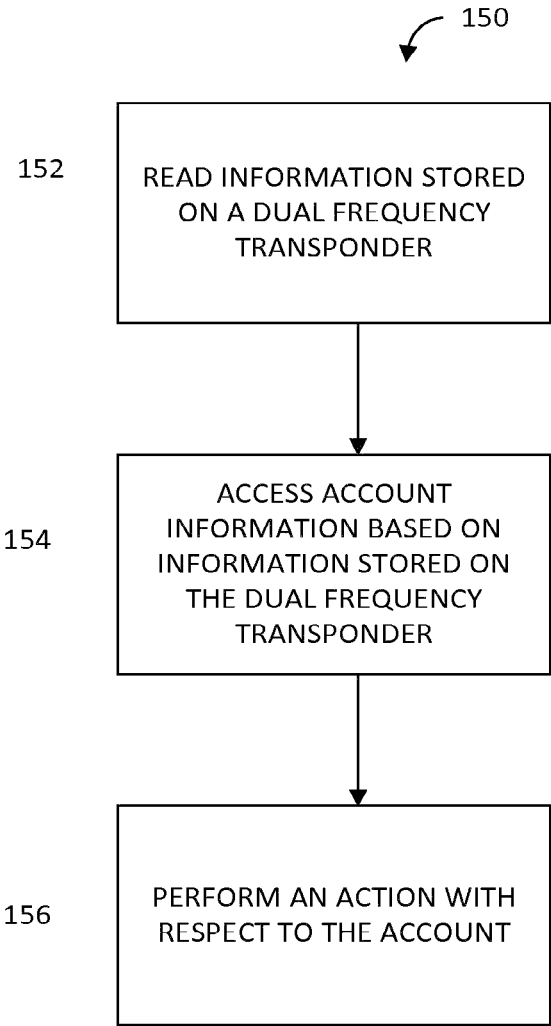 150
152
READ INFORMATION STORED
ON A DUAL FREQUENCY
TRANSPONDER
154
ACCESS ACCOUNT
INFORMATION BASED ON
INFORMATION STORED ON
THE DUAL FREQUENCY
TRANSPONDER
156
PERFORM AN ACTION WITH
RESPECT TO THE ACCOUNT